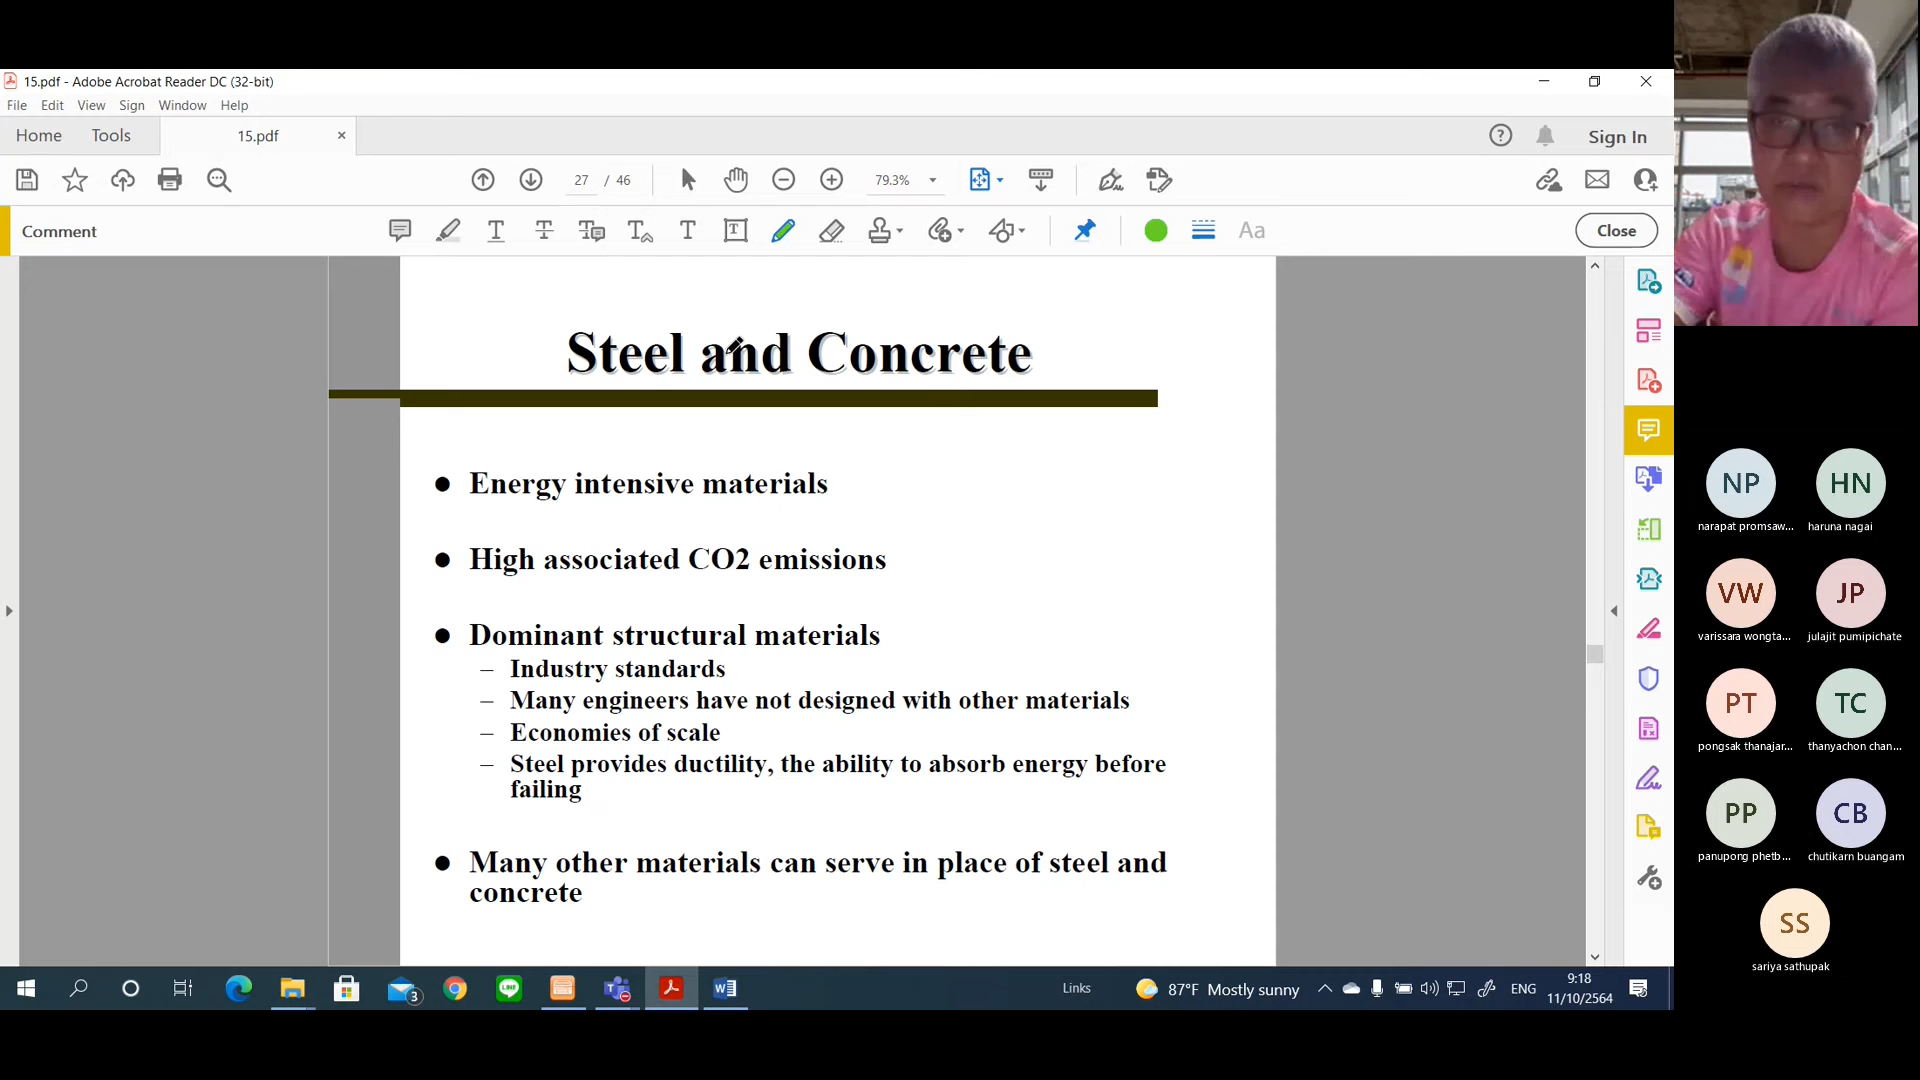 15.pdf - Adobe Acrobat Reader DC (32-bit)
File Edit View Sign Window Help
Home Tools 15.pdf Sign In
27 / 46 79.3%
Comment Aa Close
Steel and Concrete
● Energy intensive materials
● High associated CO2 emissions
● Dominant structural materials
– Industry standards
– Many engineers have not designed with other materials
– Economies of scale
– Steel provides ductility, the ability to absorb energy before
failing
● Many other materials can serve in place of steel and
concrete
NP HN
narapat promsaw... haruna nagai
VW JP
varissara wongta... julajit pumipichate
PT TC
pongsak thanajar... thanyachon chan...
PP CB
panupong phetb... chutikarn buangam
SS
sariya sathupak
3 Links 87°F Mostly sunny ENG 9:18
11/10/2564